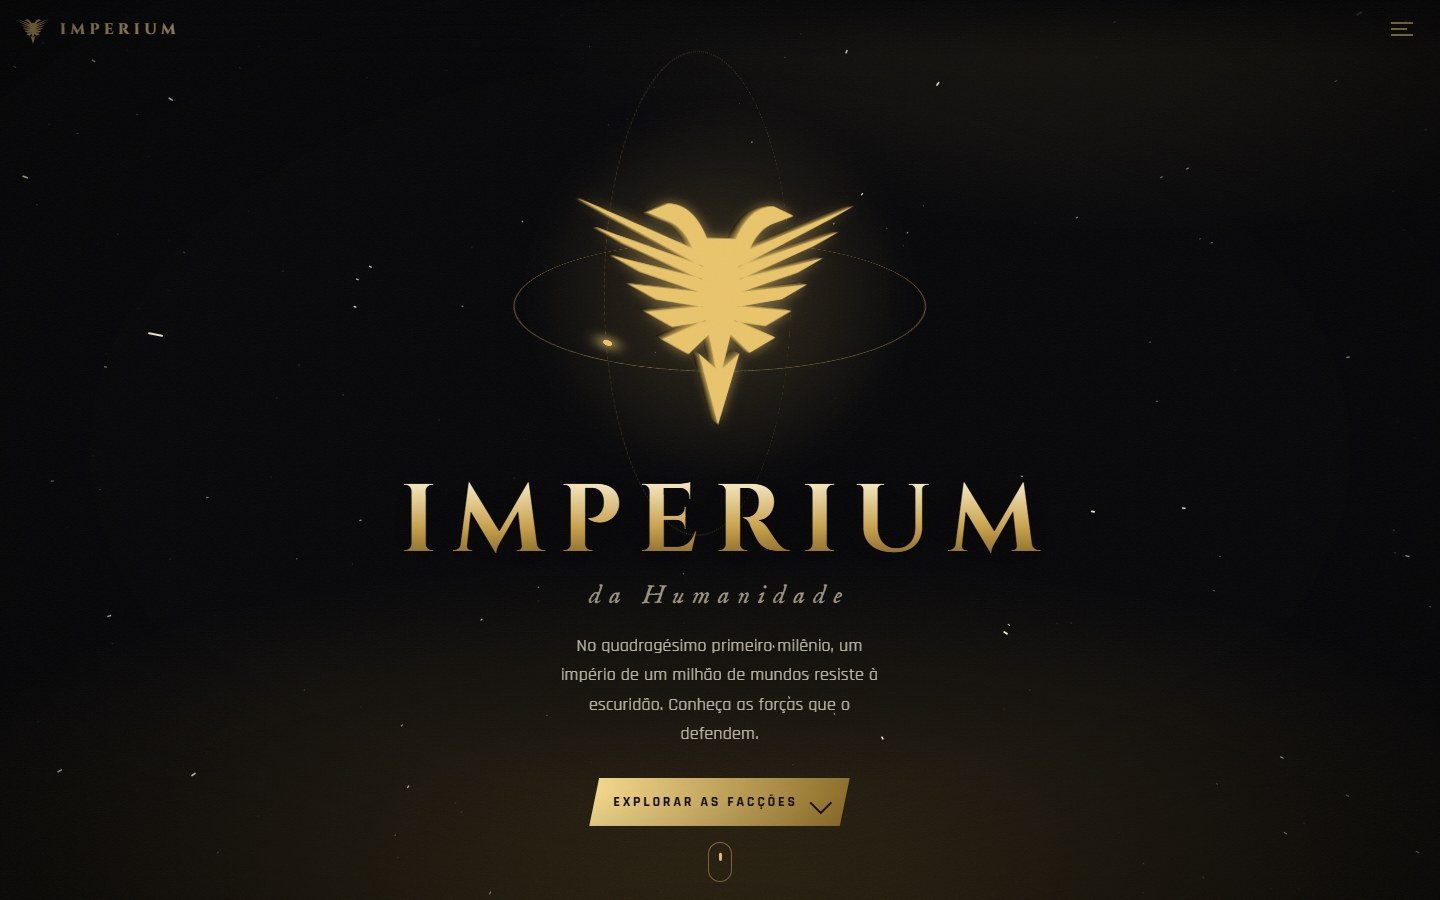 IMPERIUM
IMPERIUM
da Humanidade
No quadragésimo primeiro milênio, um
império de um milhão de mundos resiste à
escuridão. Conheça as forças que o
defendem.
EXPLORAR AS FACÇÕES